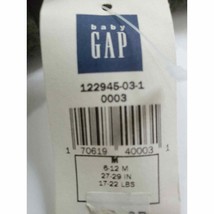 baby
GAP
122945-03-1
0003
1 70619 40003 1
M
6-12 M
27-29 IN
17-22 LBS